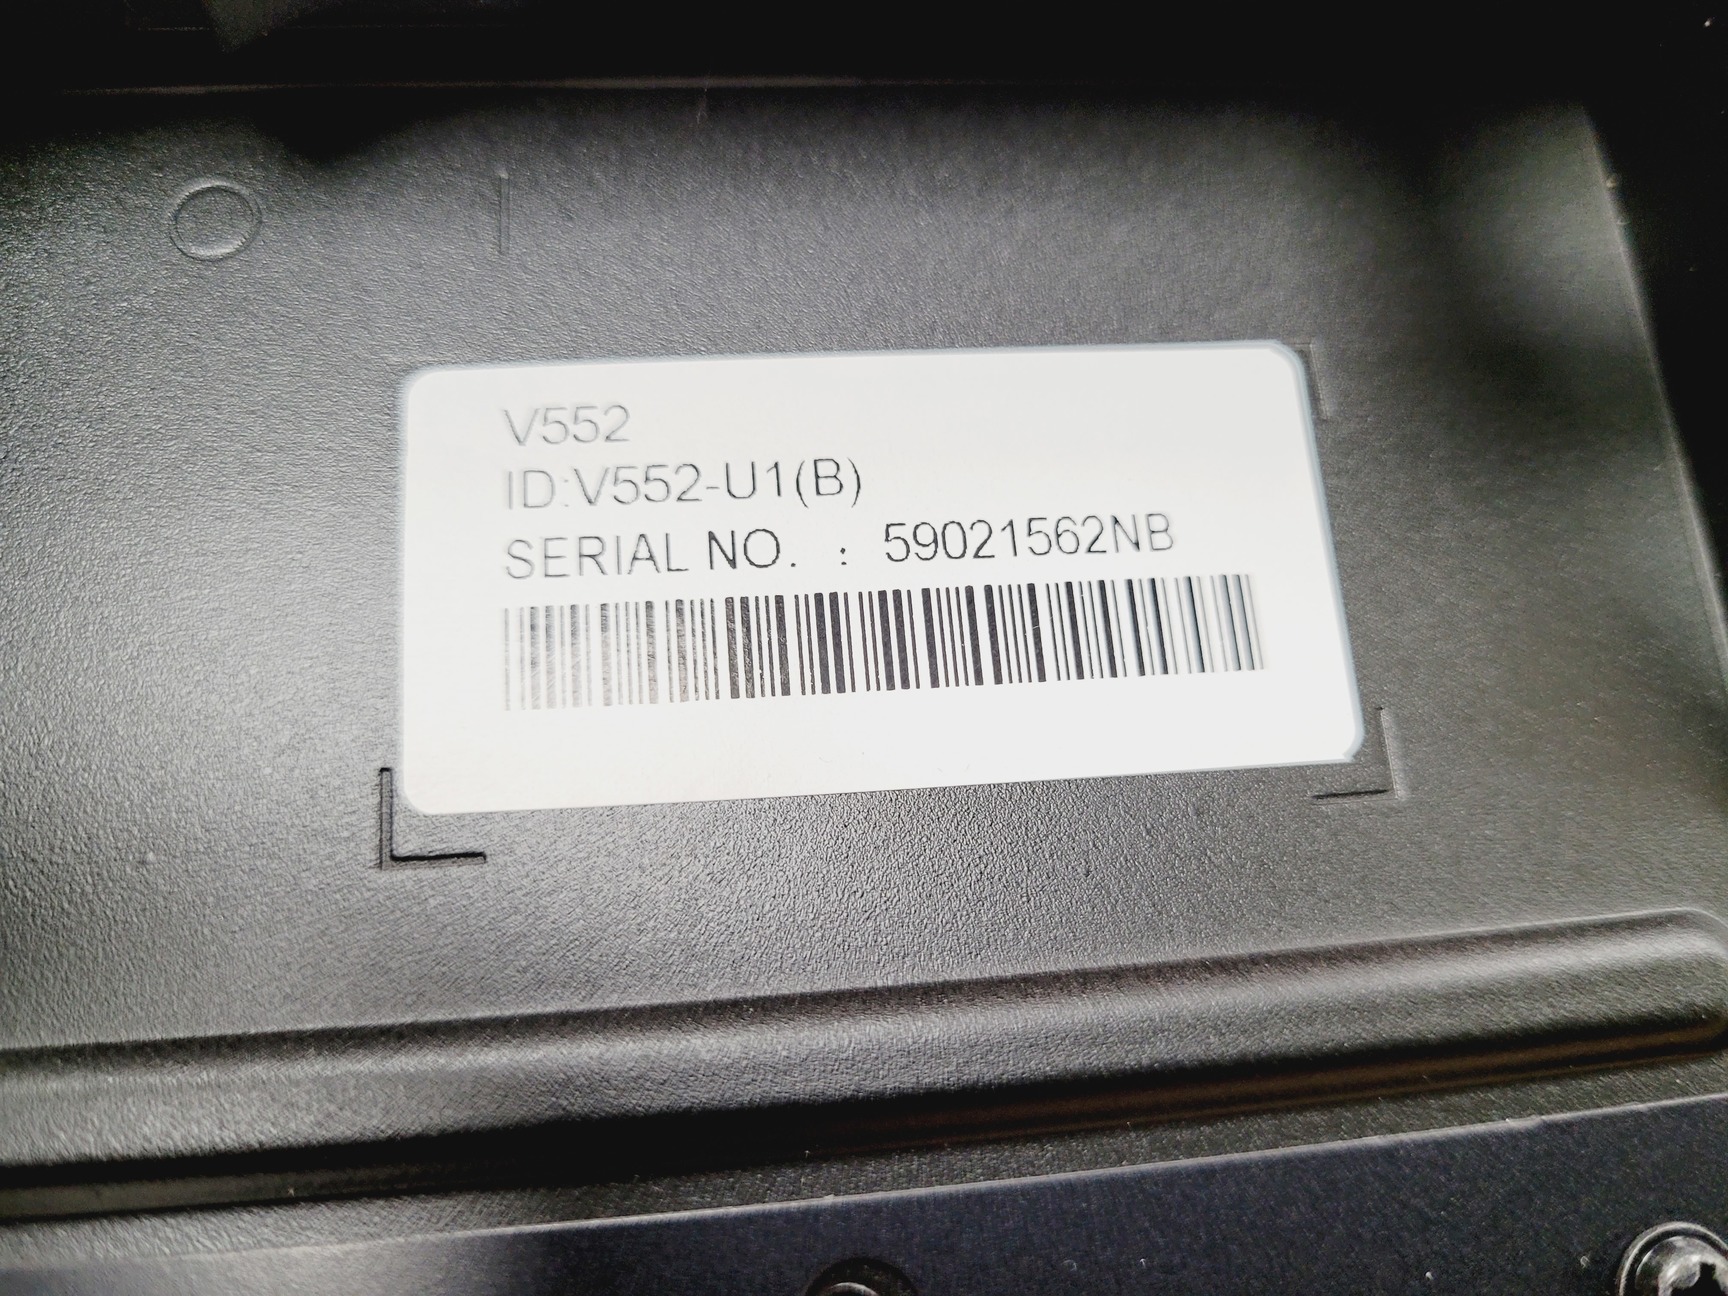 V552
ID:V552-U1(B)
SERIAL NO. : 59021562NB